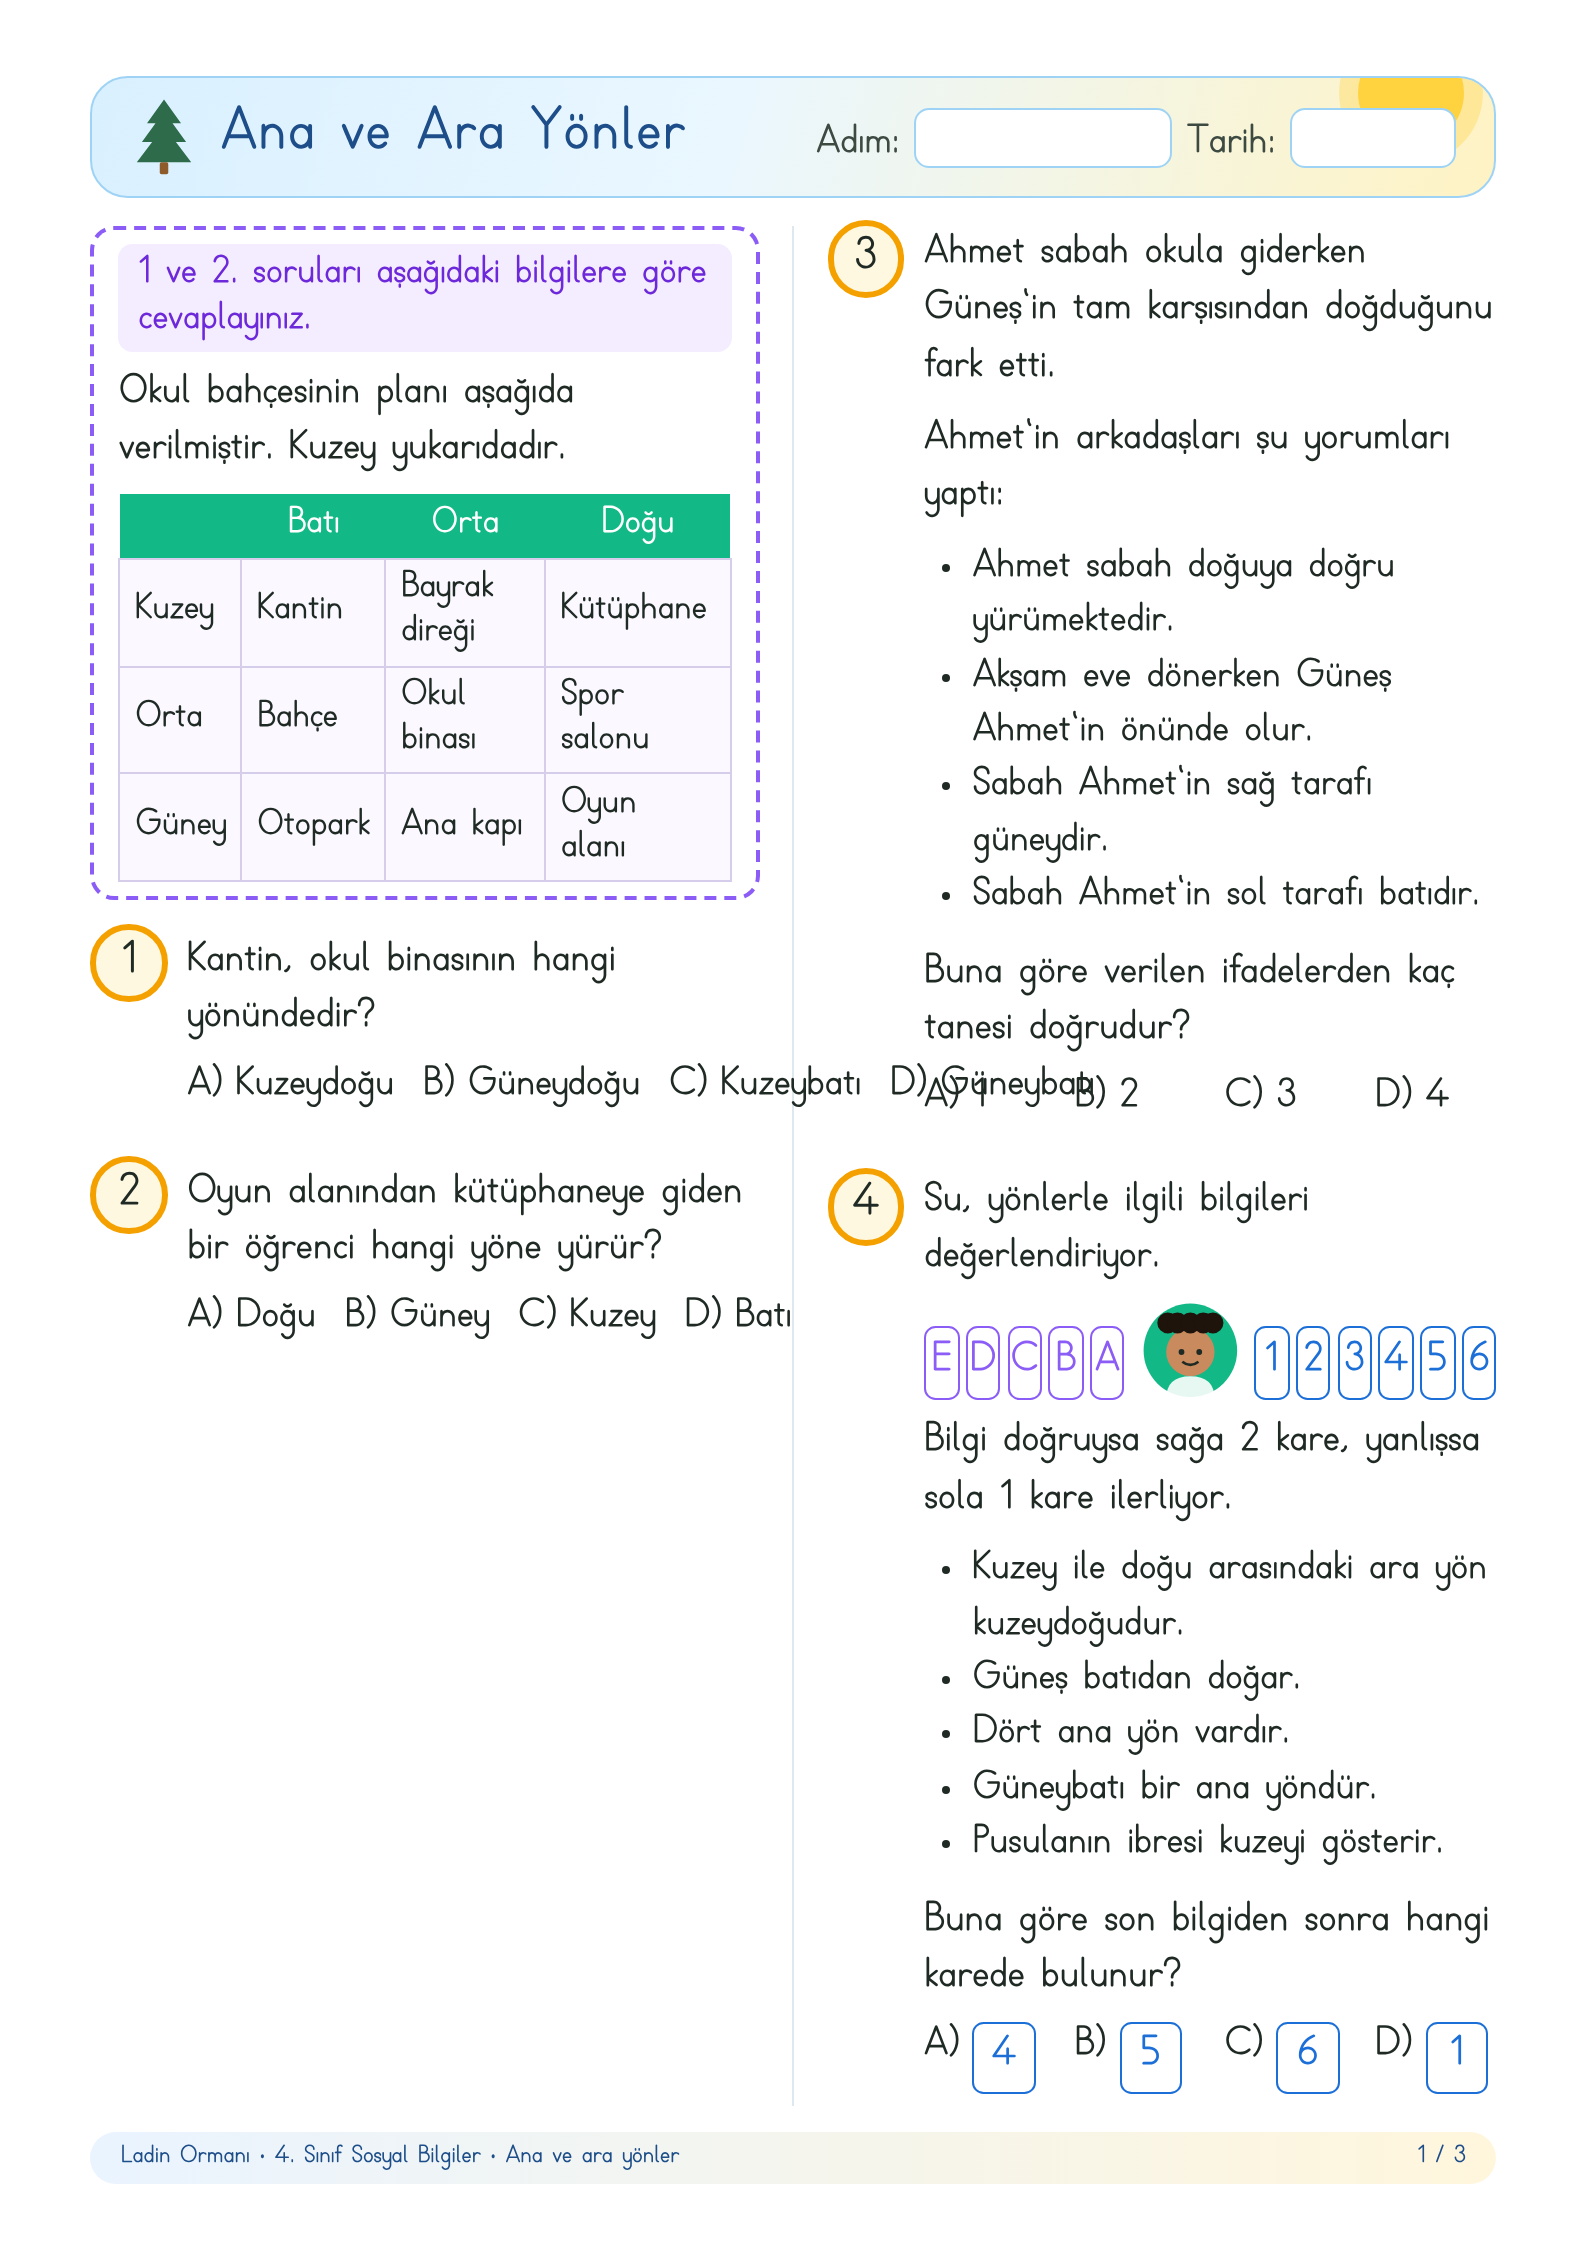 Ana ve Ara Yönler
Adım:
Tarih:
1 ve 2. soruları aşağıdaki bilgilere göre
cevaplayınız.
Okul bahçesinin planı aşağıda
verilmiştir. Kuzey yukarıdadır.
Batı Orta Doğu
Kuzey Kantin Bayrak direği Kütüphane
Orta Bahçe Okul binası Spor salonu
Güney Otopark Ana kapı Oyun alanı
1 Kantin, okul binasının hangi
yönündedir?
A) Kuzeydoğu B) Güneydoğu C) Kuzeybatı D) Güneybatı
2 Oyun alanından kütüphaneye giden
bir öğrenci hangi yöne yürür?
A) Doğu B) Güney C) Kuzey D) Batı
3 Ahmet sabah okula giderken
Güneş'in tam karşısından doğduğunu
fark etti.
Ahmet'in arkadaşları şu yorumları
yaptı:
• Ahmet sabah doğuya doğru
yürümektedir.
• Akşam eve dönerken Güneş
Ahmet'in önünde olur.
• Sabah Ahmet'in sağ tarafı
güneydir.
• Sabah Ahmet'in sol tarafı batıdır.
Buna göre verilen ifadelerden kaç
tanesi doğrudur?
A) 1 B) 2 C) 3 D) 4
4 Su, yönlerle ilgili bilgileri
değerlendiriyor.
E D C B A 1 2 3 4 5 6
Bilgi doğruysa sağa 2 kare, yanlışsa
sola 1 kare ilerliyor.
• Kuzey ile doğu arasındaki ara yön
kuzeydoğudur.
• Güneş batıdan doğar.
• Dört ana yön vardır.
• Güneybatı bir ana yöndür.
• Pusulanın ibresi kuzeyi gösterir.
Buna göre son bilgiden sonra hangi
karede bulunur?
A) 4 B) 5 C) 6 D) 1
Ladin Ormanı • 4. Sınıf Sosyal Bilgiler • Ana ve ara yönler
1 / 3